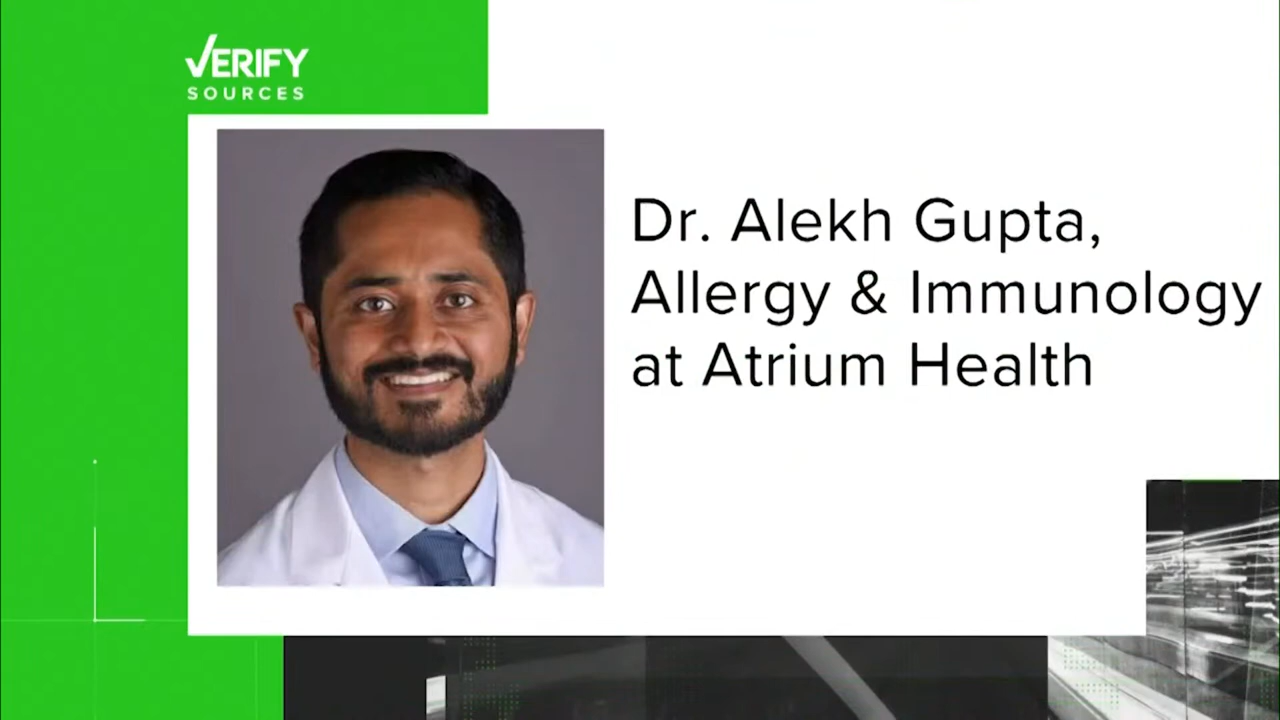 VERIFY
SOURCES
Dr. Alekh Gupta,
Allergy & Immunology
at Atrium Health